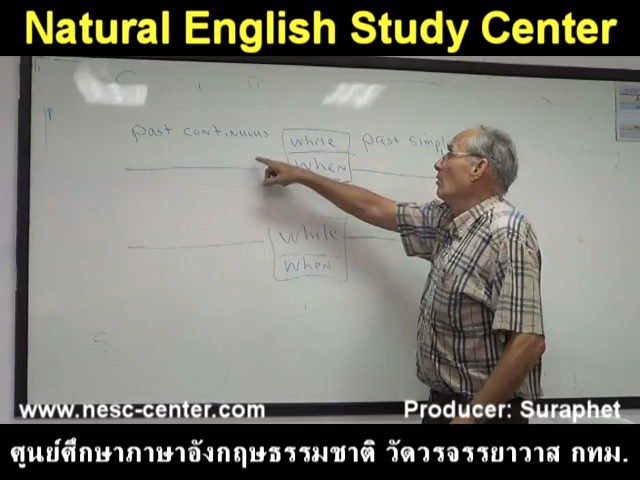 Natural English Study Center
past continuous while past simpl
when
while
when
www.nesc-center.com Producer: Suraphet
ศูนย์ศึกษาภาษาอังกฤษธรรมชาติ วัดวรจรรยาวาส กทม.